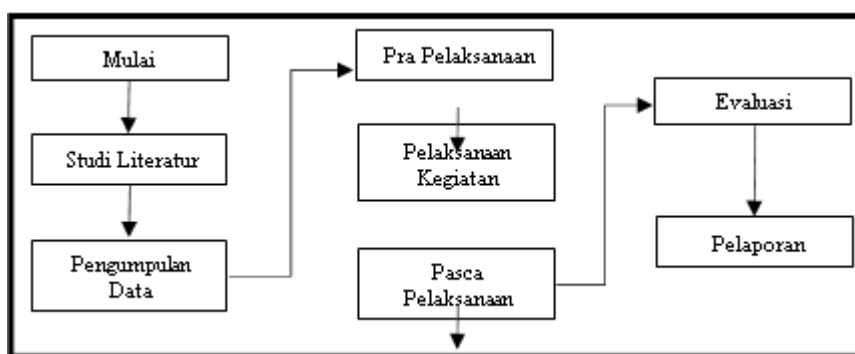 Mulai
Studi Literatur
Pengumpulan
Data
Pra Pelaksanaan
Pelaksanaan
Kegiatan
Pasca
Pelaksanaan
Evaluasi
Pelaporan